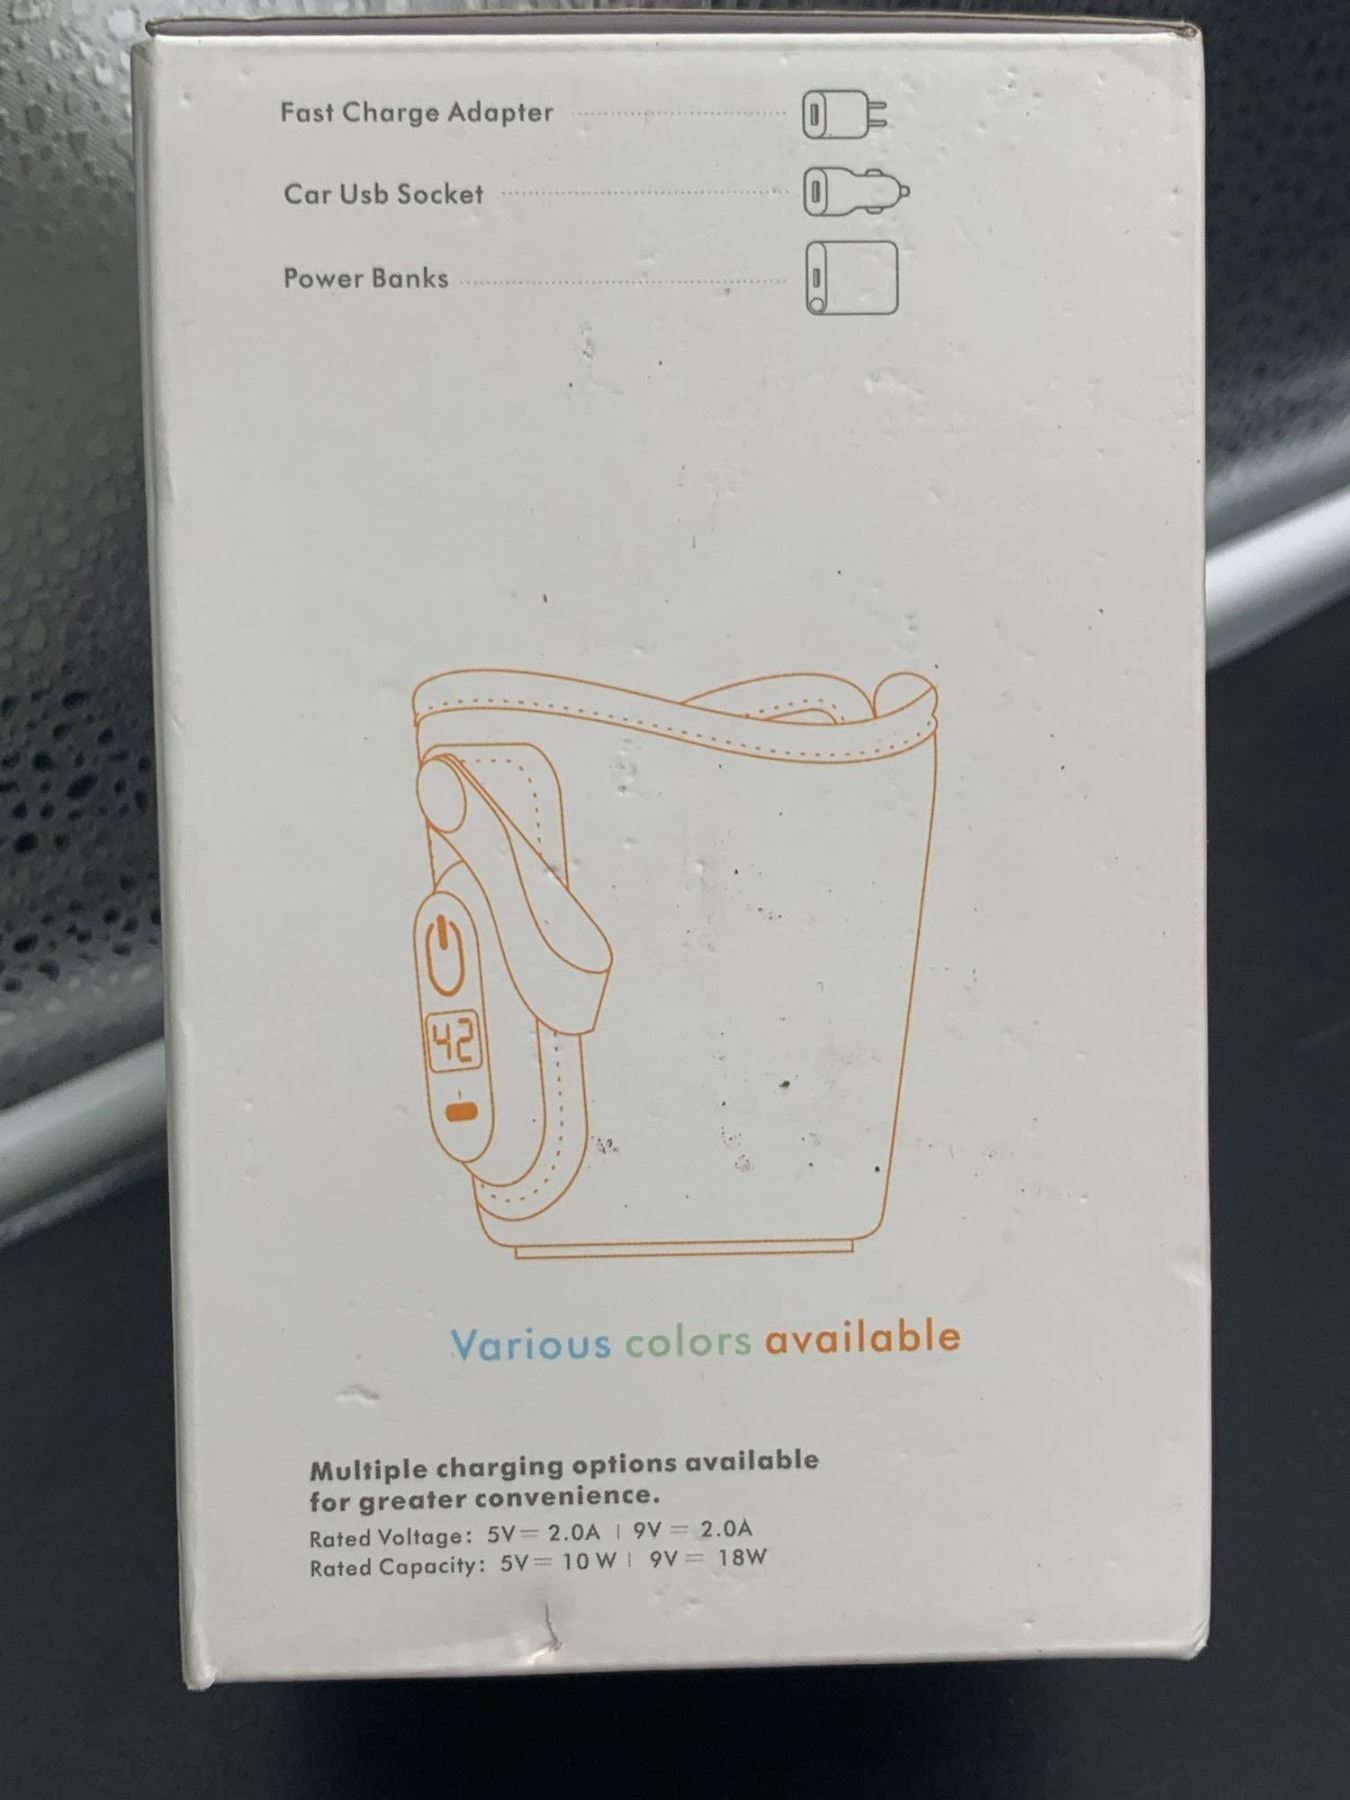 Fast Charge Adapter
Car Usb Socket
Power Banks
42
Various colors available
Multiple charging options available
for greater convenience.
Rated Voltage: 5V⎓ 2.0A | 9V⎓ 2.0A
Rated Capacity: 5V⎓ 10 W | 9V⎓ 18W